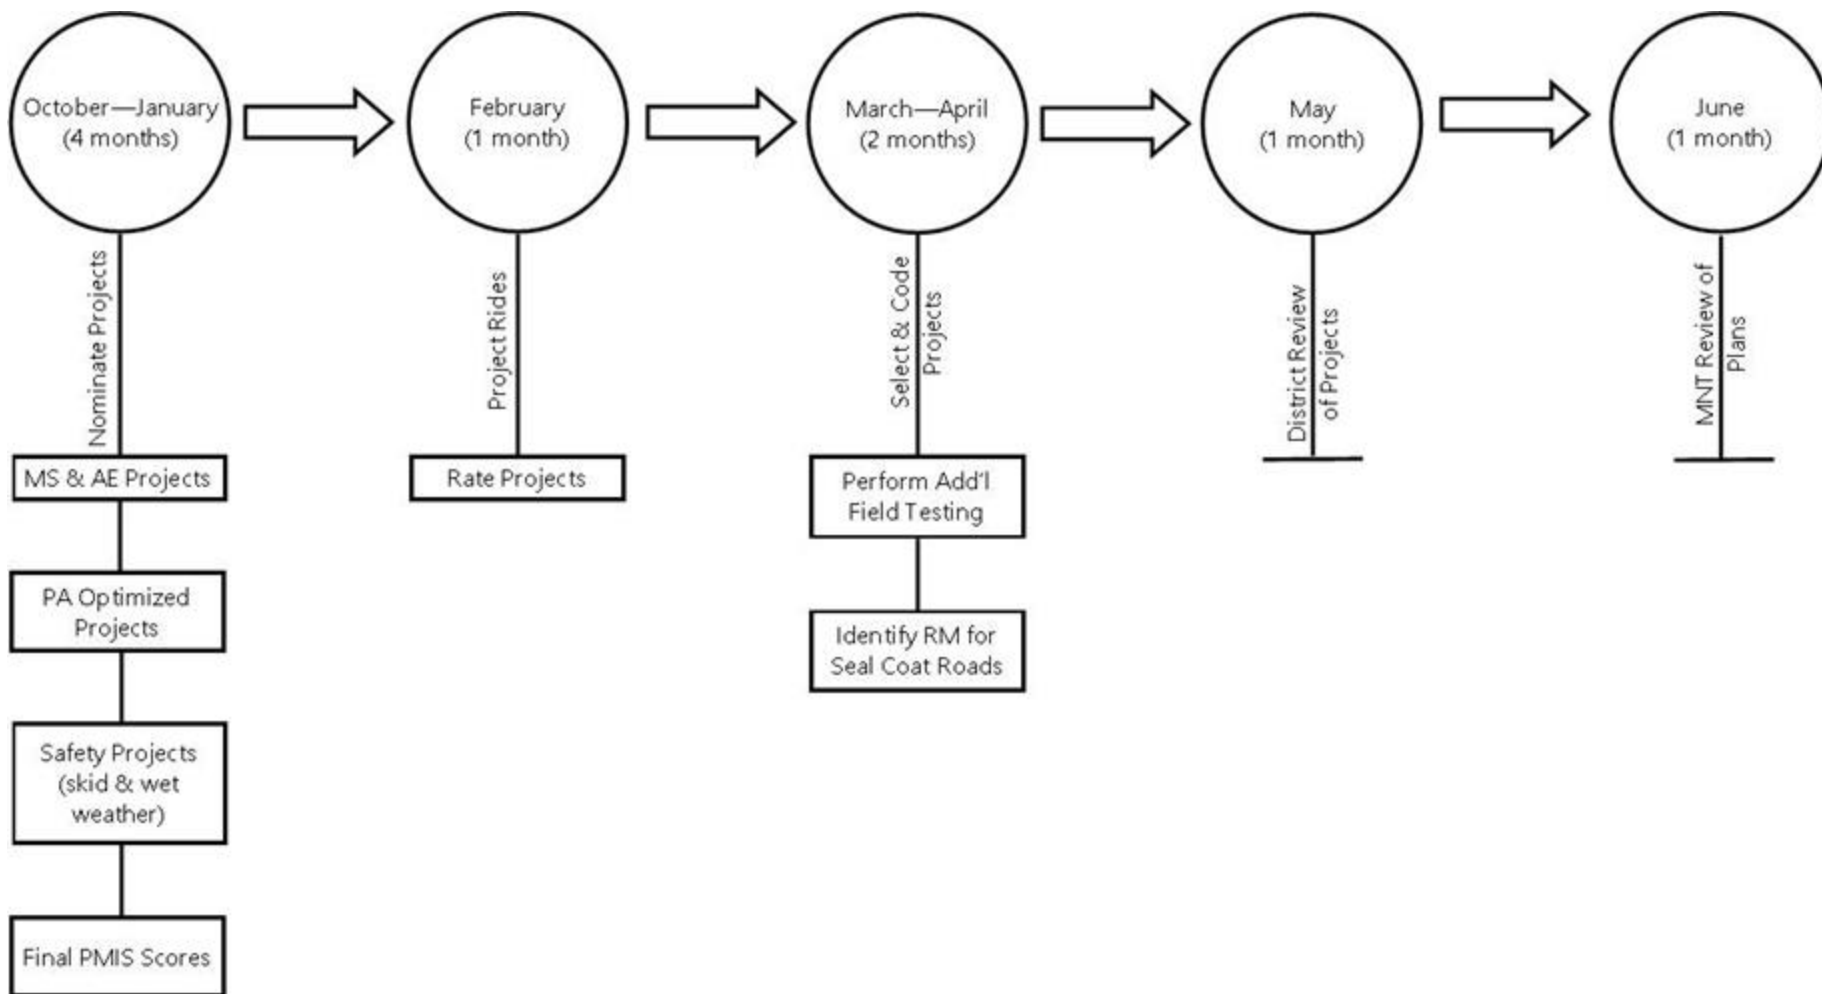 October—January
(4 months)
February
(1 month)
March—April
(2 months)
May
(1 month)
June
(1 month)
Nominate Projects
Project Rides
Select & Code
Projects
District Review
of Projects
MNT Review of
Plans
MS & AE Projects
PA Optimized
Projects
Safety Projects
(skid & wet
weather)
Final PMIS Scores
Rate Projects
Perform Add'l
Field Testing
Identify RM for
Seal Coat Roads